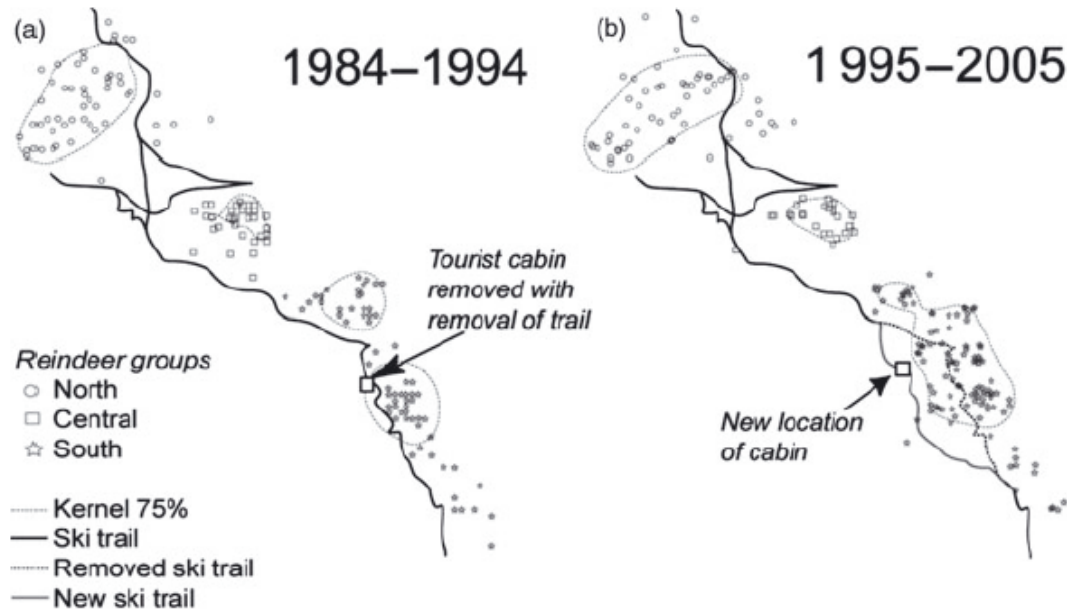 (a)
1984–1994
Tourist cabin
removed with
removal of trail
Reindeer groups
North
Central
South
Kernel 75%
Ski trail
Removed ski trail
New ski trail
(b)
1995–2005
New location
of cabin